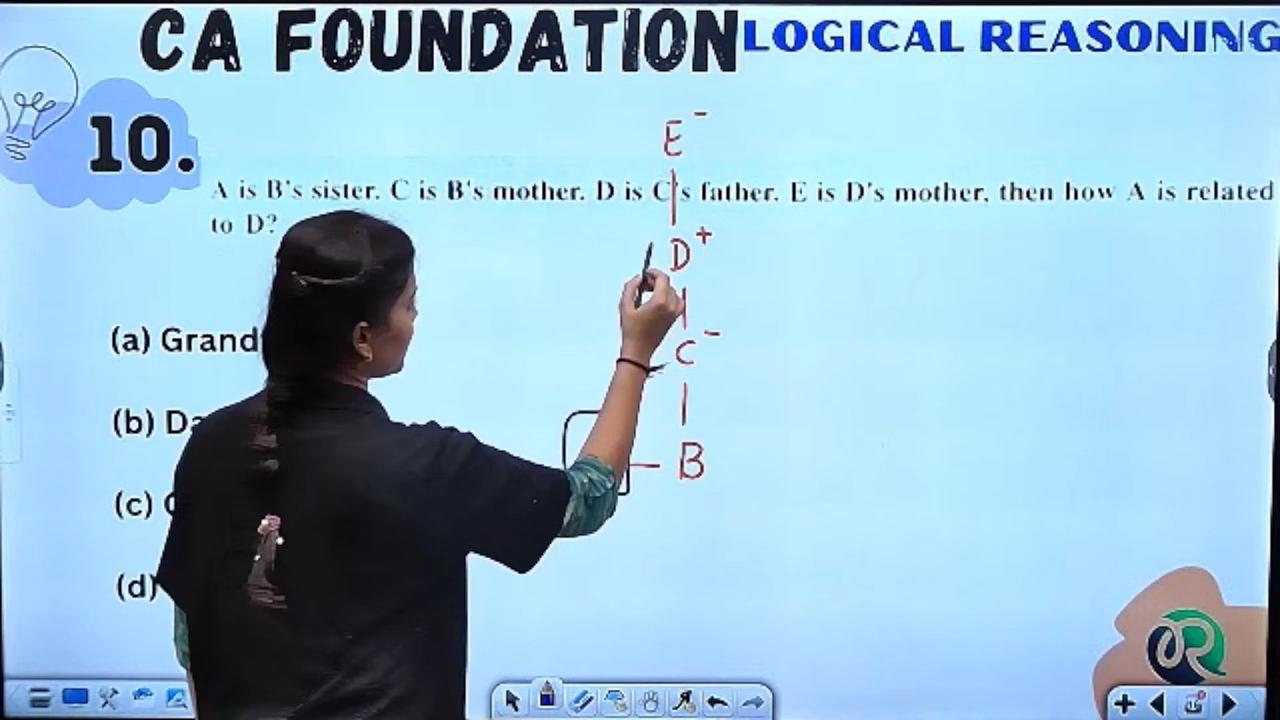 CA FOUNDATION LOGICAL REASONING
10.
A is B's sister. C is B's mother. D is C's father. E is D's mother, then how A is related
to D?
E -
D +
C -
B
(a) Grand
(b) Da
(c)
(d)